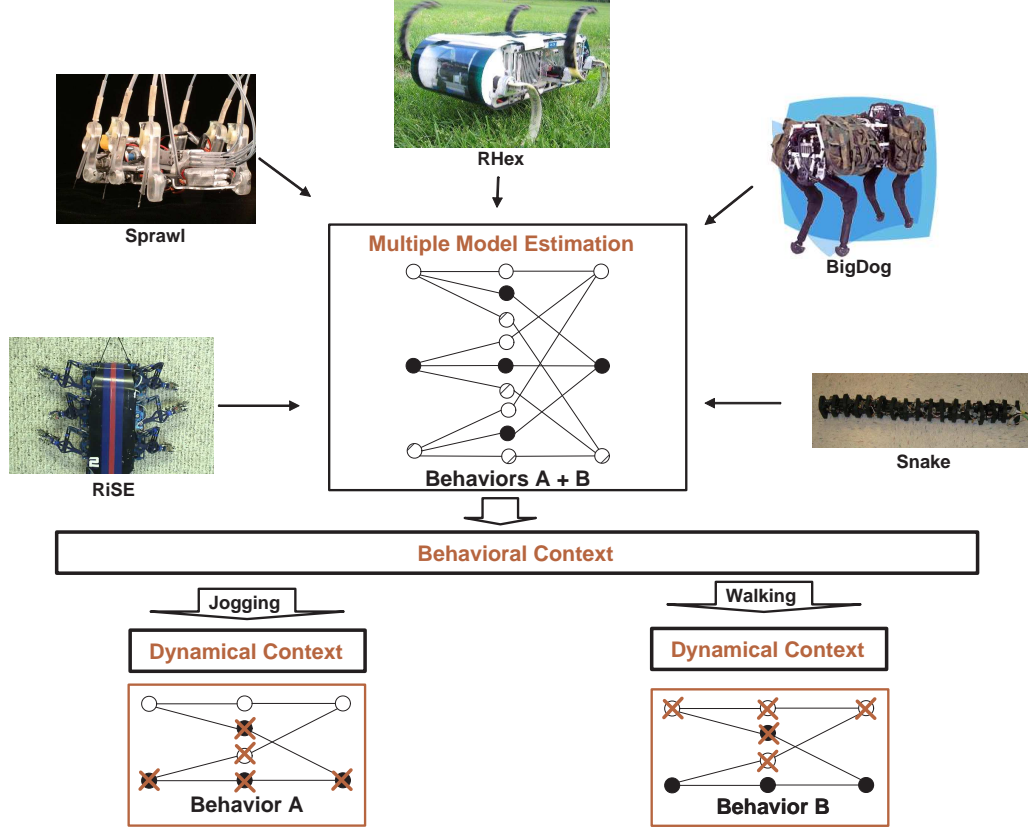 RHex
Sprawl
BigDog
Multiple Model Estimation
RiSE
2
Snake
Behaviors A + B
Behavioral Context
Jogging
Walking
Dynamical Context
Dynamical Context
Behavior A
Behavior B